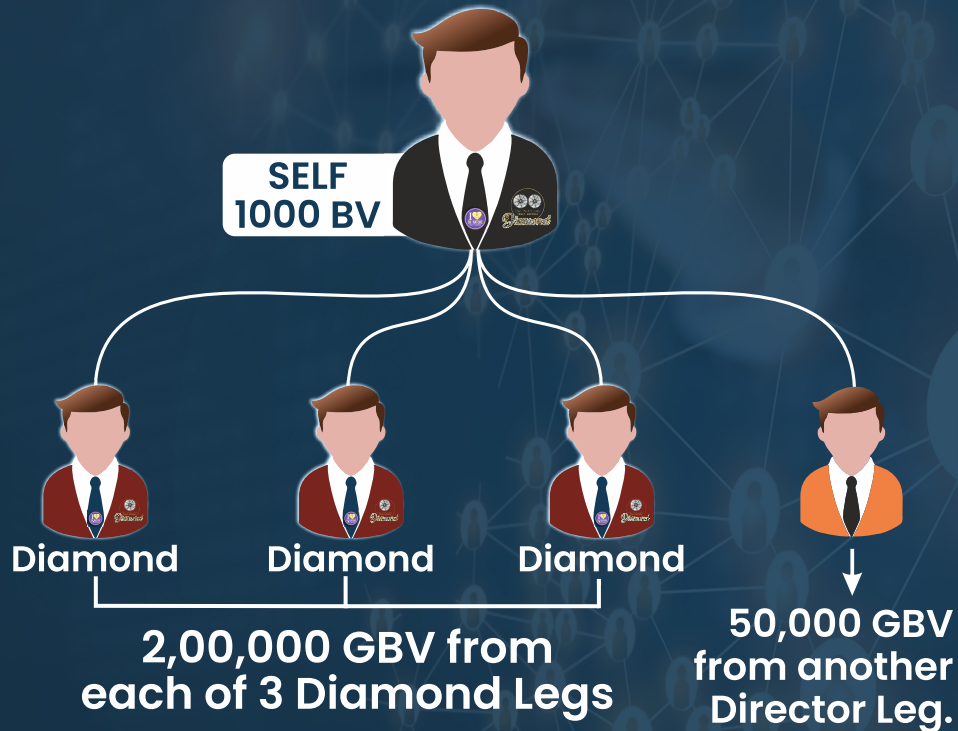 SELF
1000 BV
Diamond
Diamond Diamond Diamond
2,00,000 GBV from
each of 3 Diamond Legs
50,000 GBV
from another
Director Leg.